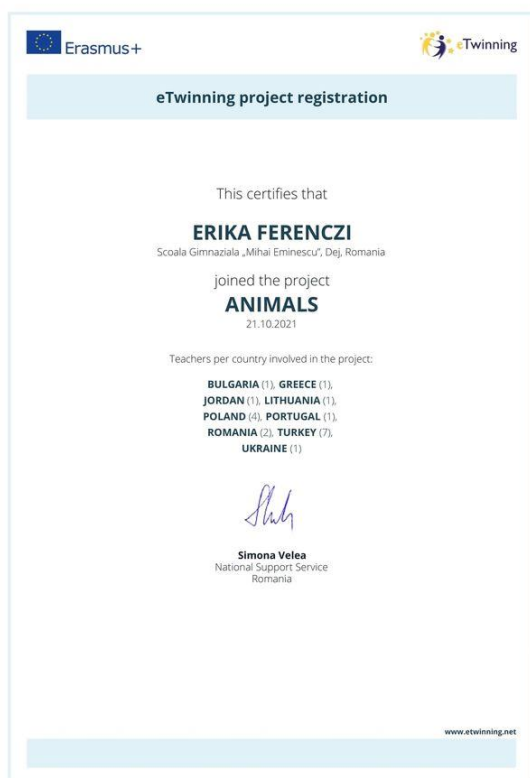 Erasmus+
eTwinning
eTwinning project registration
This certifies that
ERIKA FERENCZI
Scoala Gimnaziala „Mihai Eminescu”, Dej, Romania
joined the project
ANIMALS
21.10.2021
Teachers per country involved in the project:
BULGARIA (1), GREECE (1),
JORDAN (1), LITHUANIA (1),
POLAND (4), PORTUGAL (1),
ROMANIA (2), TURKEY (7),
UKRAINE (1)
Simona Velea
National Support Service
Romania
www.etwinning.net